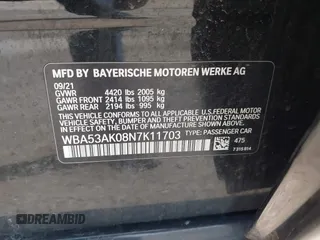 MFD BY BAYERISCHE MOTOREN WERKE AG
09/21
GVWR 4420 lbs 2005 kg
GAWR FRONT 2414 lbs 1095 kg
GAWR REAR 2194 lbs 995 kg
THIS VEHICLE CONFORMS TO ALL APPLICABLE
FEDERAL MOTOR VEHICLE SAFETY, BUMPER,
AND THEFT PREVENTION STANDARDS IN EFFECT
ON THE DATE OF MANUFACTURE SHOWN ABOVE.
WBA53AK08N7K11703 TYPE: PASSENGER CAR
475
DREAMBID